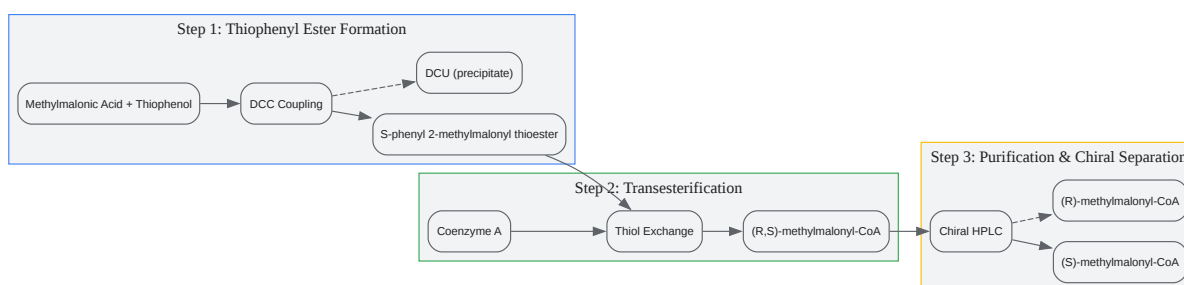 Step 1: Thiophenyl Ester Formation
DCU (precipitate)
Methylmalonic Acid + Thiophenol
DCC Coupling
S-phenyl 2-methylmalonyl thioester
Step 2: Transesterification
Coenzyme A
Thiol Exchange
(R,S)-methylmalonyl-CoA
Step 3: Purification & Chiral Separation
(R)-methylmalonyl-CoA
Chiral HPLC
(S)-methylmalonyl-CoA